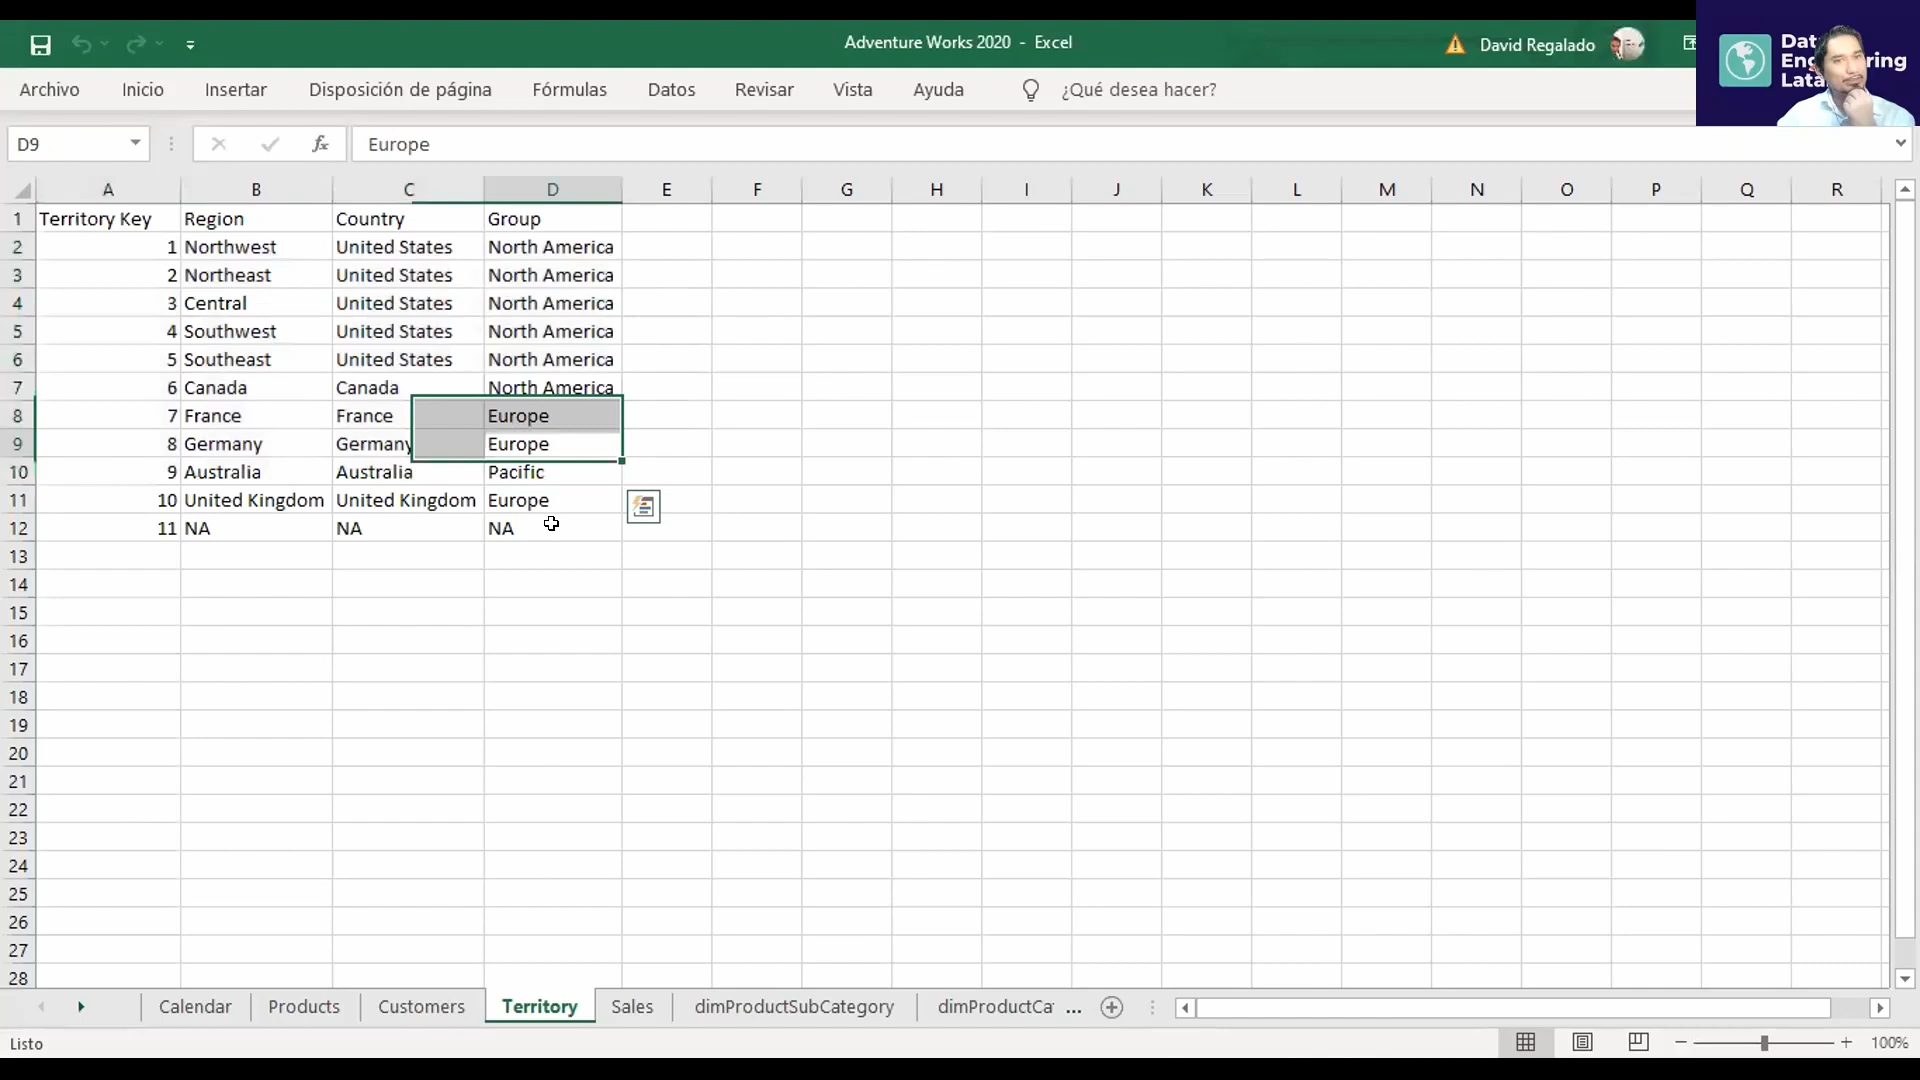 Adventure Works 2020 - Excel
David Regalado
Archivo Inicio Insertar Disposición de página Fórmulas Datos Revisar Vista Ayuda ¿Qué desea hacer?
D9 fx Europe
A B C D E F G H I J K L M N O P Q R
1 Territory Key Region Country Group
2 1 Northwest United States North America
3 2 Northeast United States North America
4 3 Central United States North America
5 4 Southwest United States North America
6 5 Southeast United States North America
7 6 Canada Canada North America
8 7 France France Europe
9 8 Germany Germany Europe
10 9 Australia Australia Pacific
11 10 United Kingdom United Kingdom Europe
12 11 NA NA NA
13
14
15
16
17
18
19
20
21
22
23
24
25
26
27
28
Calendar Products Customers Territory Sales dimProductSubCategory dimProductCa ...
Listo 100%